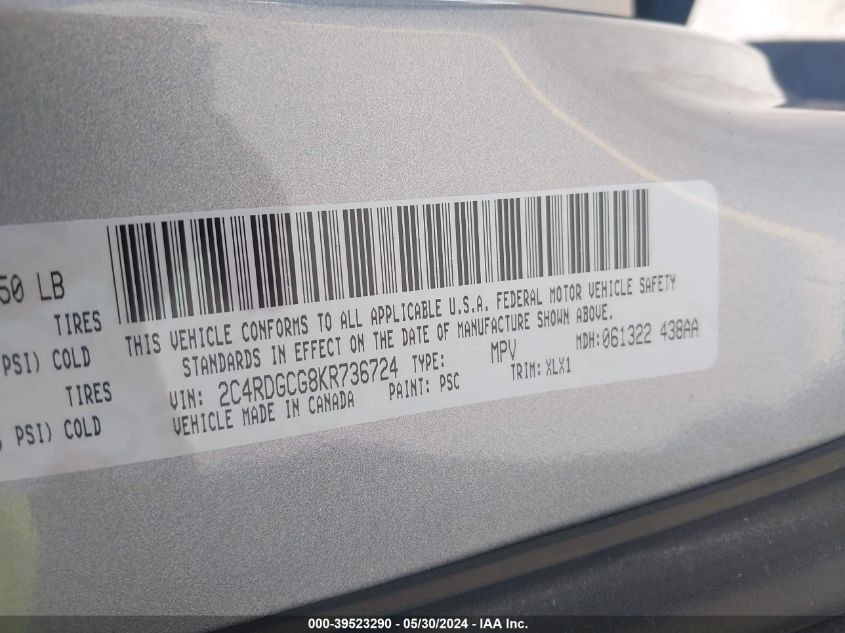 50 LB
TIRES
PSI) COLD
TIRES
PSI) COLD
THIS VEHICLE CONFORMS TO ALL APPLICABLE U.S.A. FEDERAL MOTOR VEHICLE SAFETY
STANDARDS IN EFFECT ON THE DATE OF MANUFACTURE SHOWN ABOVE.
VIN: 2C4RDGCG8KR736724 TYPE: MPV MDH:061322 438AA
VEHICLE MADE IN CANADA PAINT: PSC TRIM:XLX1
000-39523290 - 05/30/2024 - IAA Inc.